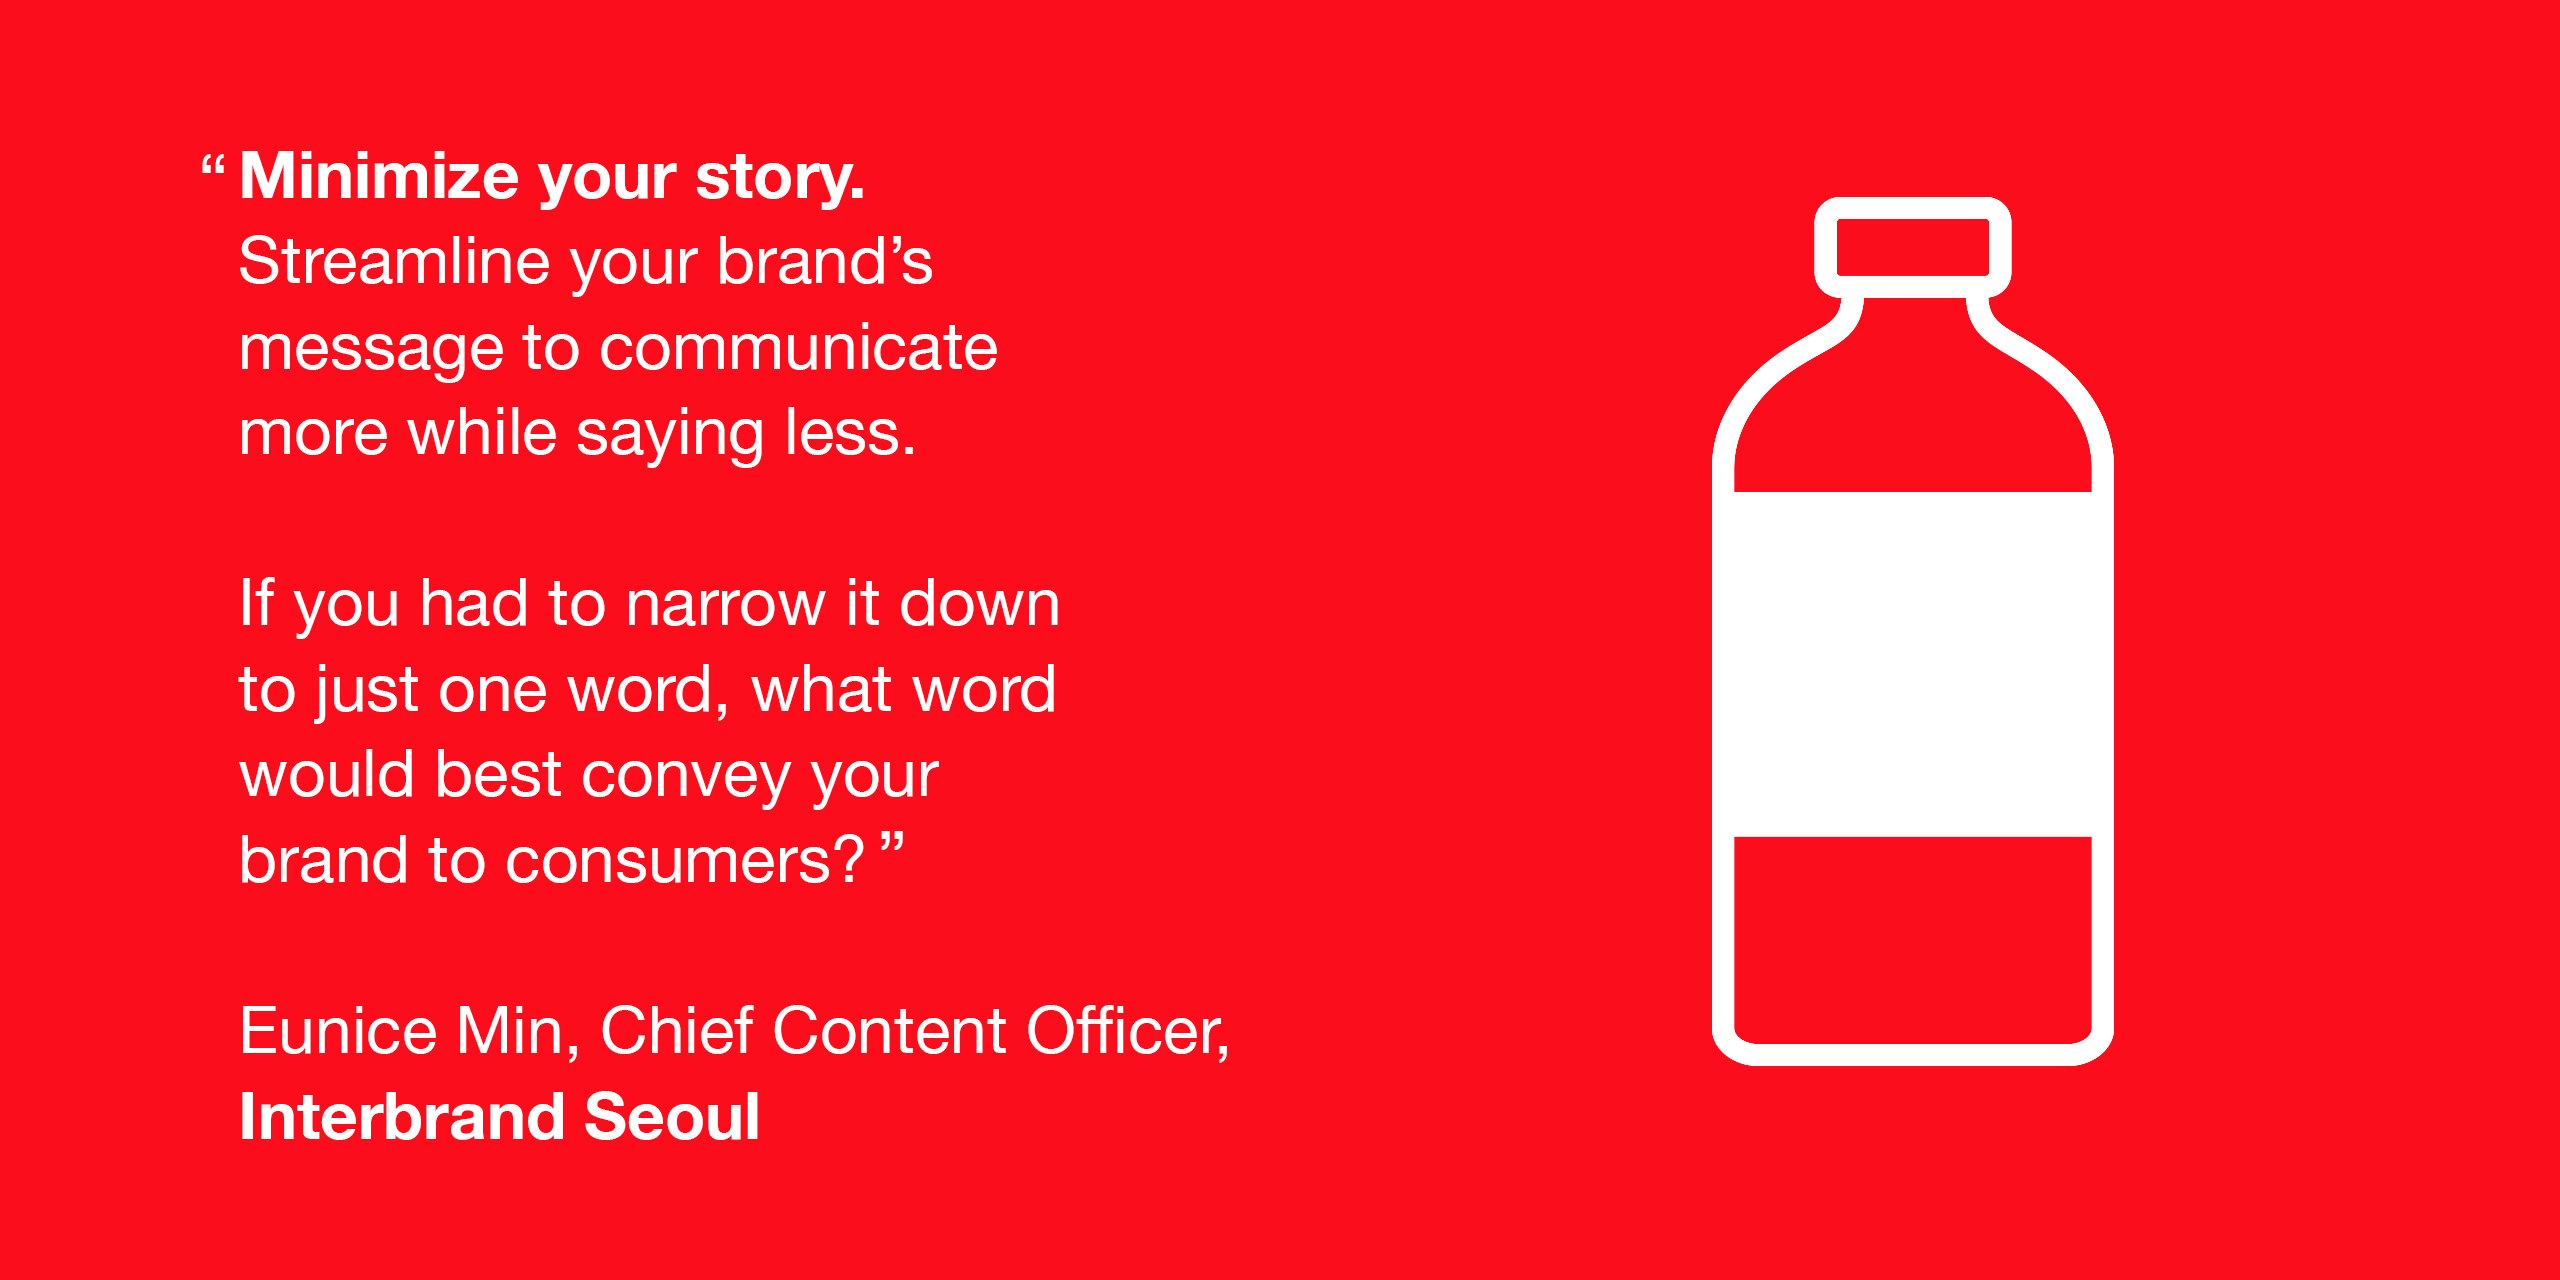 “Minimize your story.
Streamline your brand’s
message to communicate
more while saying less.
If you had to narrow it down
to just one word, what word
would best convey your
brand to consumers?”
Eunice Min, Chief Content Officer,
Interbrand Seoul